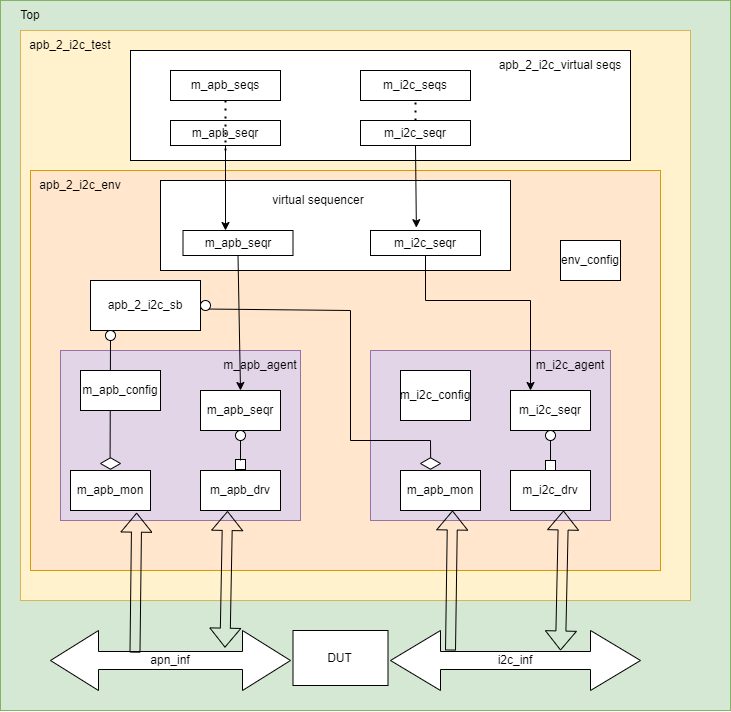 Top
apb_2_i2c_test
apb_2_i2c_virtual seqs
m_apb_seqs
m_i2c_seqs
m_apb_seqr
m_i2c_seqr
apb_2_i2c_env
virtual sequencer
m_apb_seqr
m_i2c_seqr
env_config
apb_2_i2c_sb
m_apb_agent
m_i2c_agent
m_apb_config
m_i2c_config
m_apb_seqr
m_i2c_seqr
m_apb_mon
m_apb_drv
m_apb_mon
m_i2c_drv
apn_inf
DUT
i2c_inf